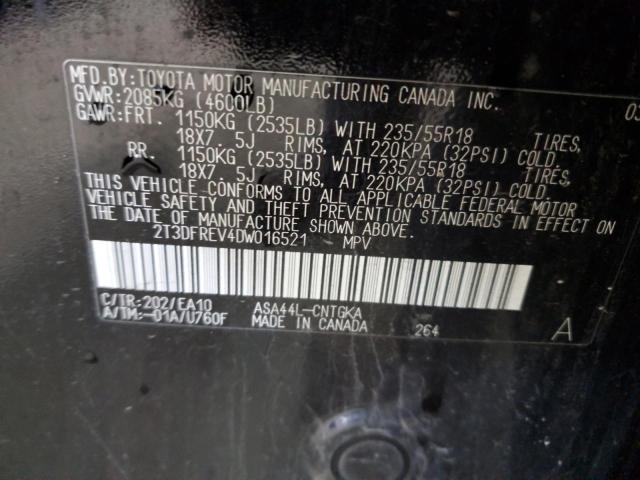 MFD.BY:TOYOTA MOTOR MANUFACTURING CANADA INC. 03
GVWR:2085KG (4600LB)
GAWR:FRT. 1150KG (2535LB) WITH 235/55R18 TIRES,
18X7.5J RIMS, AT 220KPA (32PSI) COLD.
RR. 1150KG (2535LB) WITH 235/55R18 TIRES,
18X7.5J RIMS, AT 220KPA (32PSI) COLD.
THIS VEHICLE CONFORMS TO ALL APPLICABLE FEDERAL MOTOR
VEHICLE SAFETY AND THEFT PREVENTION STANDARDS IN EFFECT ON
THE DATE OF MANUFACTURE SHOWN ABOVE.
2T3DFREV4DW016521 MPV
C/TR:202/EA10 ASA44L-CNTGKA
A/TM:-01A/U760F MADE IN CANADA 264 A